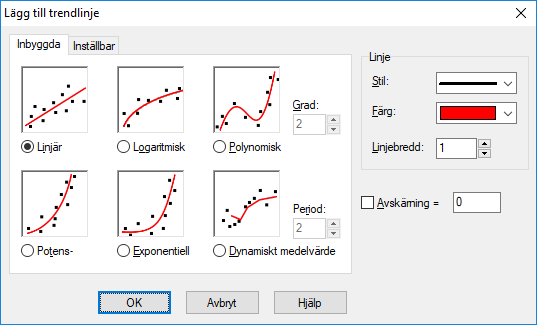 Lägg till trendlinje
Inbyggda
Inställbar
Grad:
2
Linjär
Logaritmisk
Polynomisk
Period:
2
Potens-
Exponentiell
Dynamiskt medelvärde
Linje
Stil:
Färg:
Linjebredd:
1
Avskärning =
0
OK
Avbryt
Hjälp